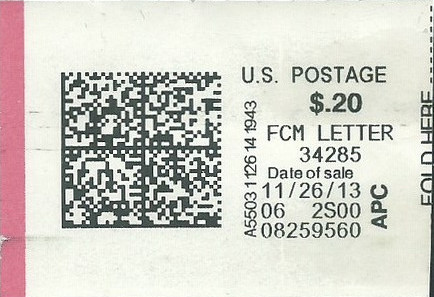 U.S. POSTAGE
$.20
FCM LETTER
34285
Date of sale
11/26/13
06 2S00
08259560
APC
A5503 1126 14 1943
FOLD HERE